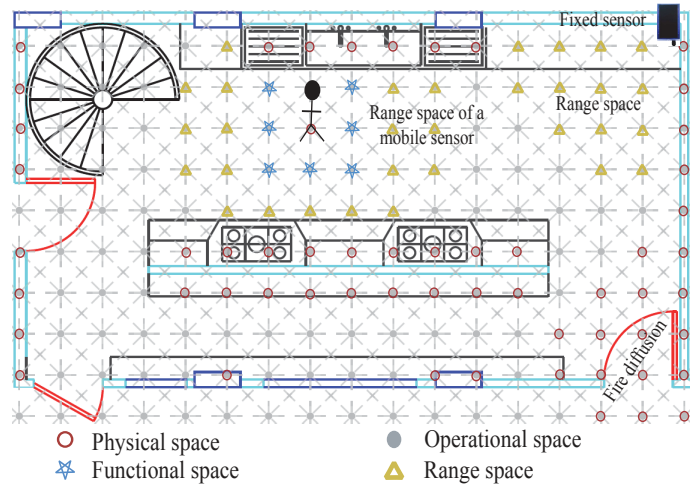 Fixed sensor
Range space of a
mobile sensor
Range space
Fire diffusion
Physical space
Operational space
Functional space
Range space